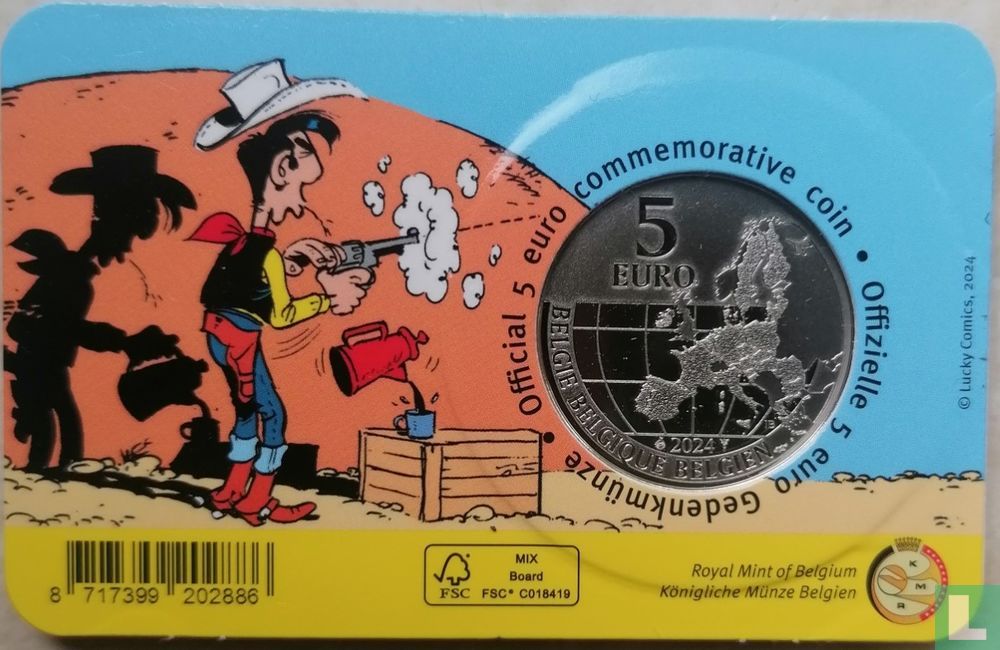 Official 5 euro commemorative coin • Offizielle 5 euro Gedenkmünze •
5
EURO
BELGIE BELGIQUE BELGIEN
2024
© Lucky Comics, 2024
8 717399 202886
FSC
MIX
Board
FSC® C018419
Royal Mint of Belgium
Königliche Münze Belgien
K
M
R
L